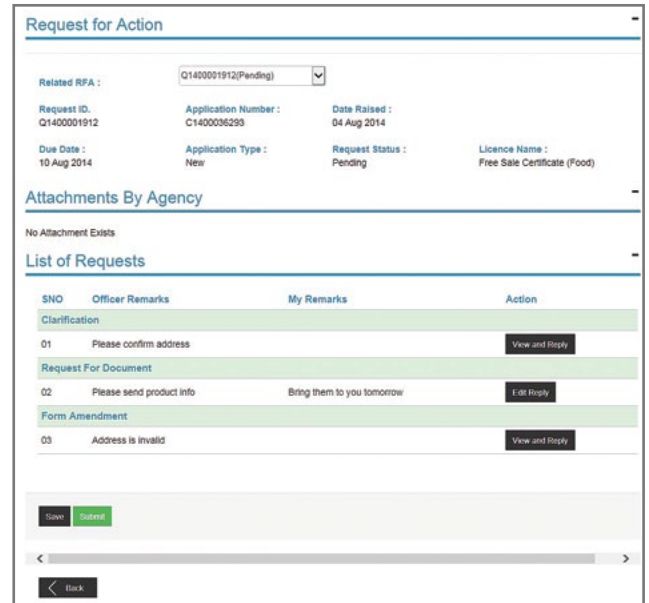 Request for Action
Related RFA : Q1400001912(Pending)
Request ID. Application Number : Date Raised :
Q1400001912 C1400036293 04 Aug 2014
Due Date : Application Type : Request Status : Licence Name :
10 Aug 2014 New Pending Free Sale Certificate (Food)
Attachments By Agency
No Attachment Exists
List of Requests
SNO Officer Remarks My Remarks Action
Clarification
01 Please confirm address View and Reply
Request For Document
02 Please send product info Bring them to you tomorrow Edit Reply
Form Amendment
03 Address is invalid View and Reply
Save Submit
Back